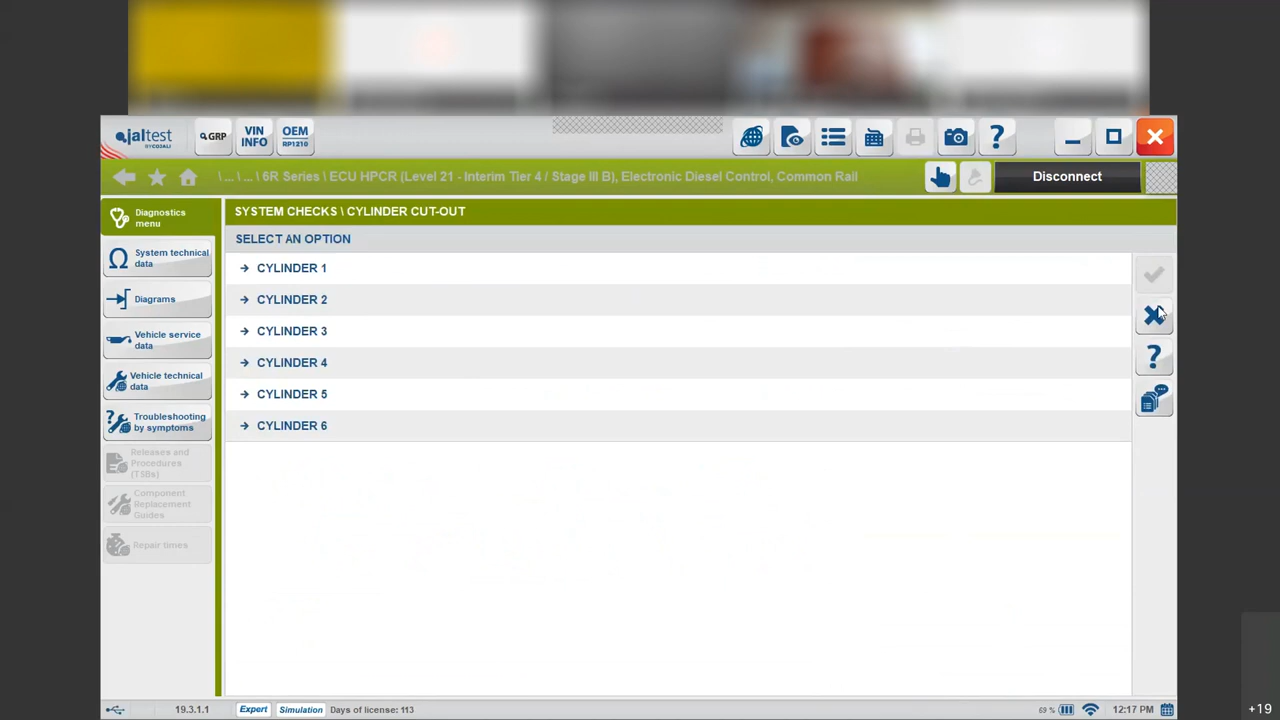 jaltest
BY COJALI
GRP
VIN
INFO
OEM
RP1210
?
\ ... \ ... \ 6R Series \ ECU HPCR (Level 21 - Interim Tier 4 / Stage III B), Electronic Diesel Control, Common Rail
Disconnect
Diagnostics
menu
System technical
data
Diagrams
Vehicle service
data
Vehicle technical
data
Troubleshooting
by symptoms
Releases and
Procedures
(TSBs)
Component
Replacement
Guides
Repair times
SYSTEM CHECKS \ CYLINDER CUT-OUT
SELECT AN OPTION
CYLINDER 1
CYLINDER 2
CYLINDER 3
CYLINDER 4
CYLINDER 5
CYLINDER 6
?
19.3.1.1
Expert
Simulation
Days of license: 113
69 %
12:17 PM
+19